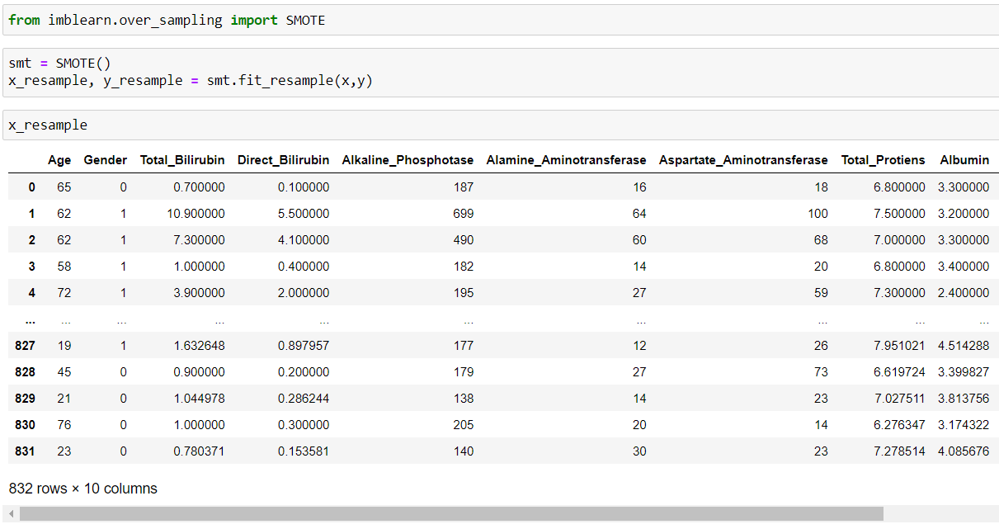 from imblearn.over_sampling import SMOTE
smt = SMOTE()
x_resample, y_resample = smt.fit_resample(x,y)
x_resample
Age Gender Total_Bilirubin Direct_Bilirubin Alkaline_Phosphotase Alamine_Aminotransferase Aspartate_Aminotransferase Total_Protiens Albumin
0 65 0 0.700000 0.100000 187 16 18 6.800000 3.300000
1 62 1 10.900000 5.500000 699 64 100 7.500000 3.200000
2 62 1 7.300000 4.100000 490 60 68 7.000000 3.300000
3 58 1 1.000000 0.400000 182 14 20 6.800000 3.400000
4 72 1 3.900000 2.000000 195 27 59 7.300000 2.400000
... ... ... ... ... ... ... ... ... ...
827 19 1 1.632648 0.897957 177 12 26 7.951021 4.514288
828 45 0 0.900000 0.200000 179 27 73 6.619724 3.399827
829 21 0 1.044978 0.286244 138 14 23 7.027511 3.813756
830 76 0 1.000000 0.300000 205 20 14 6.276347 3.174322
831 23 0 0.780371 0.153581 140 30 23 7.278514 4.085676
832 rows × 10 columns